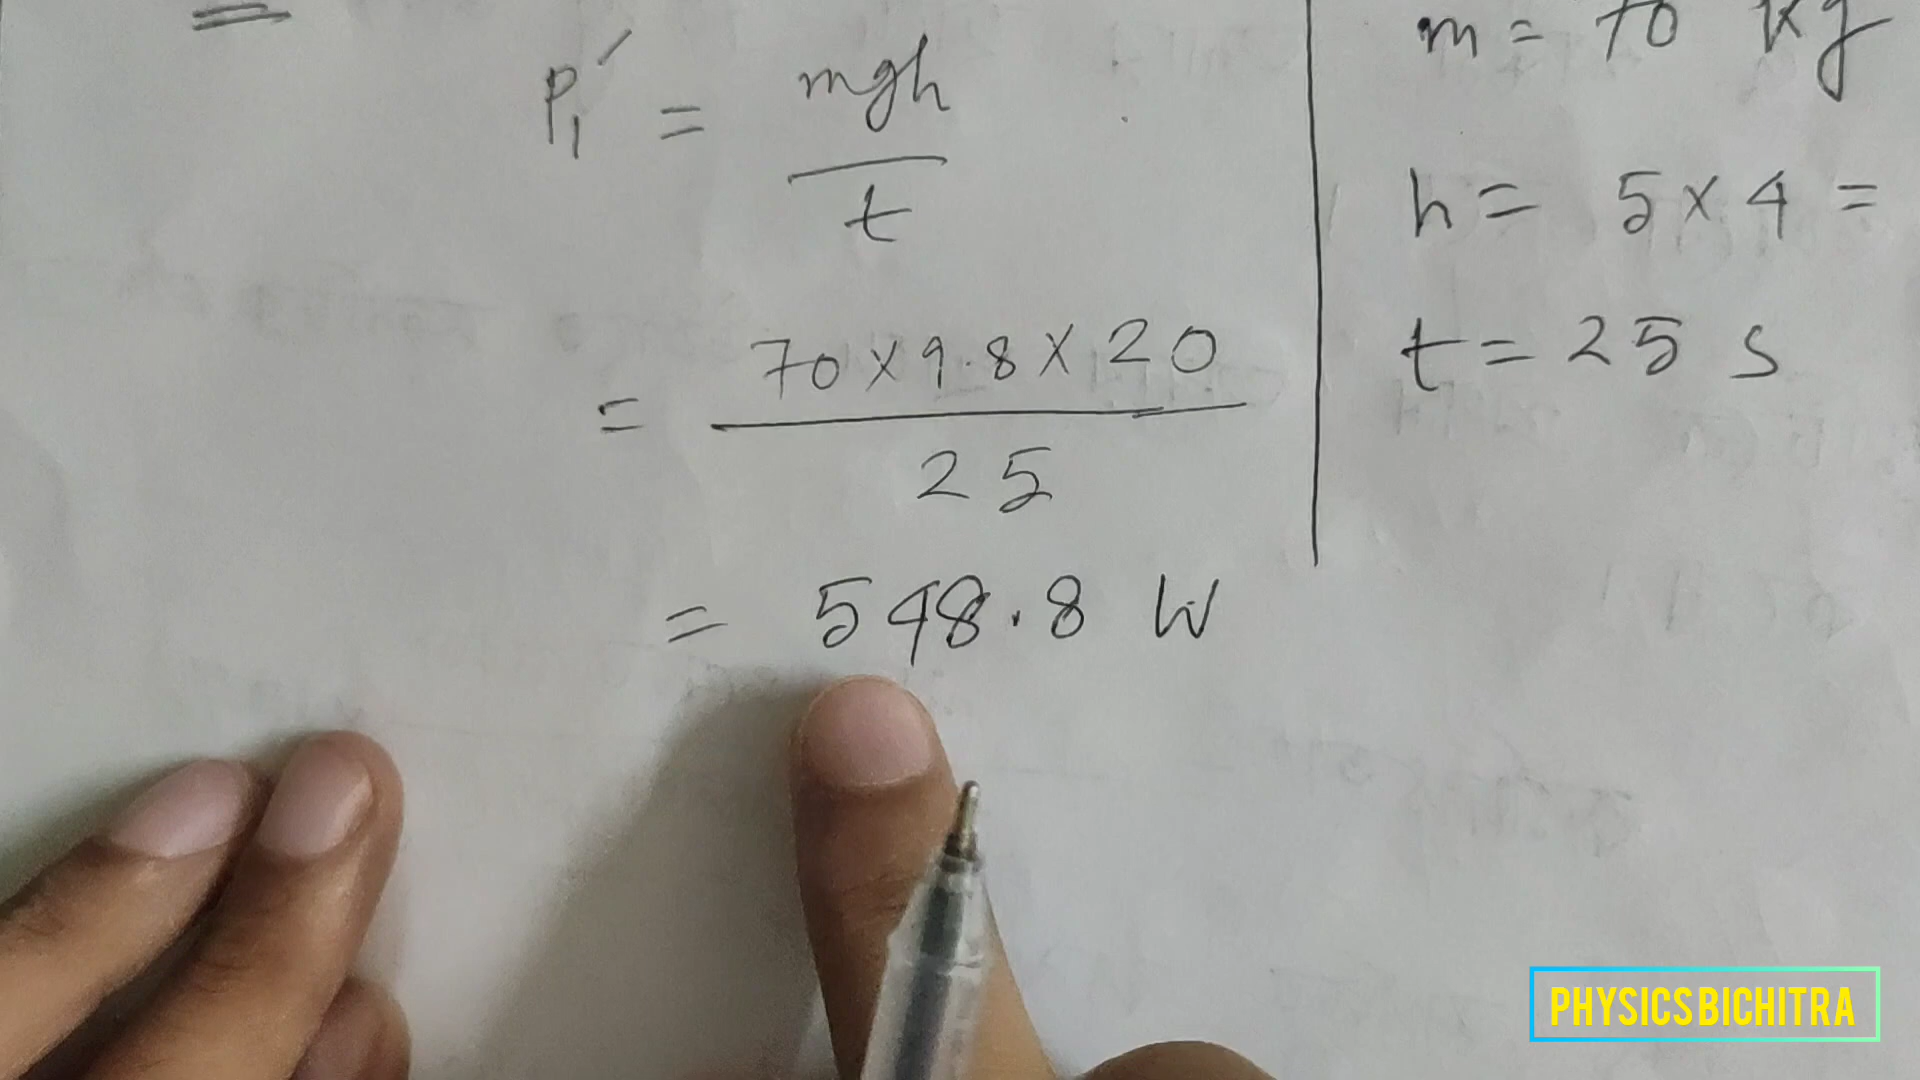 P₁′ = mgh / t
= 70 × 9.8 × 20 / 25
= 548.8 W
m = 70 kg
h = 5 × 4 =
t = 25 s
PHYSICS BICHITRA